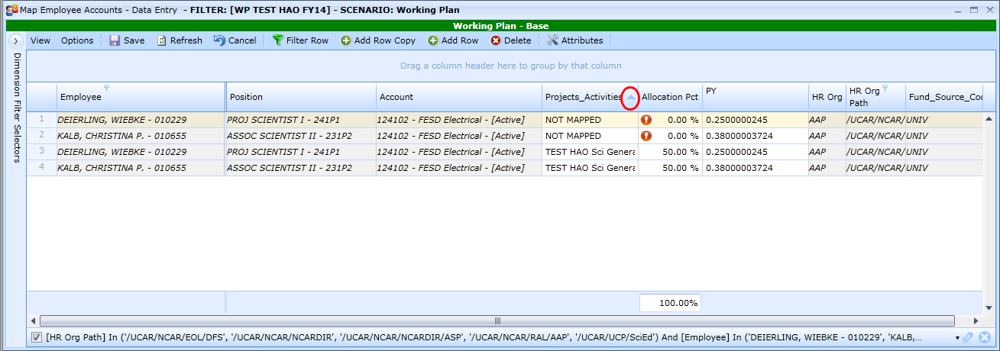 Map Employee Accounts - Data Entry - FILTER: [WP TEST HAO FY14] - SCENARIO: Working Plan
Working Plan - Base
View Options Save Refresh Cancel Filter Row Add Row Copy Add Row Delete Attributes
Dimension Filter Selectors
Drag a column header here to group by that column
Employee Position Account Projects_Activities Allocation Pct PY HR Org HR Org Path Fund_Source_Coo
1 DEIERLING, WIEBKE - 010229 PROJ SCIENTIST I - 241P1 124102 - FESD Electrical - [Active] NOT MAPPED 0.00 % 0.2500000245 AAP /UCAR/NCAR/ UNIV
2 KALB, CHRISTINA P. - 010655 ASSOC SCIENTIST II - 231P2 124102 - FESD Electrical - [Active] NOT MAPPED 0.00 % 0.38000003724 AAP /UCAR/NCAR/ UNIV
3 DEIERLING, WIEBKE - 010229 PROJ SCIENTIST I - 241P1 124102 - FESD Electrical - [Active] TEST HAO Sci Genera 50.00 % 0.2500000245 AAP /UCAR/NCAR/ UNIV
4 KALB, CHRISTINA P. - 010655 ASSOC SCIENTIST II - 231P2 124102 - FESD Electrical - [Active] TEST HAO Sci Genera 50.00 % 0.38000003724 AAP /UCAR/NCAR/ UNIV
100.00%
[HR Org Path] In ('/UCAR/NCAR/EOL/DFS', '/UCAR/NCAR/NCARDIR', '/UCAR/NCAR/NCARDIR/ASP', '/UCAR/NCAR/RAL/AAP', '/UCAR/UCP/SciEd') And [Employee] In ('DEIERLING, WIEBKE - 010229', 'KALB,...